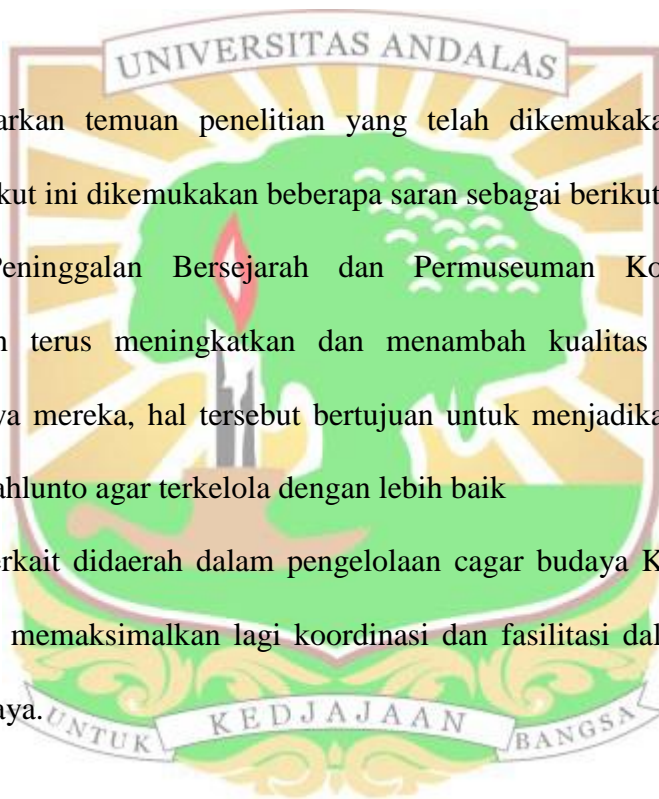 UNIVERSITAS ANDALAS
arkan temuan penelitian yang telah dikemukaka
kut ini dikemukakan beberapa saran sebagai berikut
Peninggalan Bersejarah dan Permuseuman Ko
n terus meningkatkan dan menambah kualitas
ya mereka, hal tersebut bertujuan untuk menjadika
ahlunto agar terkelola dengan lebih baik
erkait didaerah dalam pengelolaan cagar budaya K
memaksimalkan lagi koordinasi dan fasilitasi dal
aya.
UNTUK KEDJAJAAN BANGSA